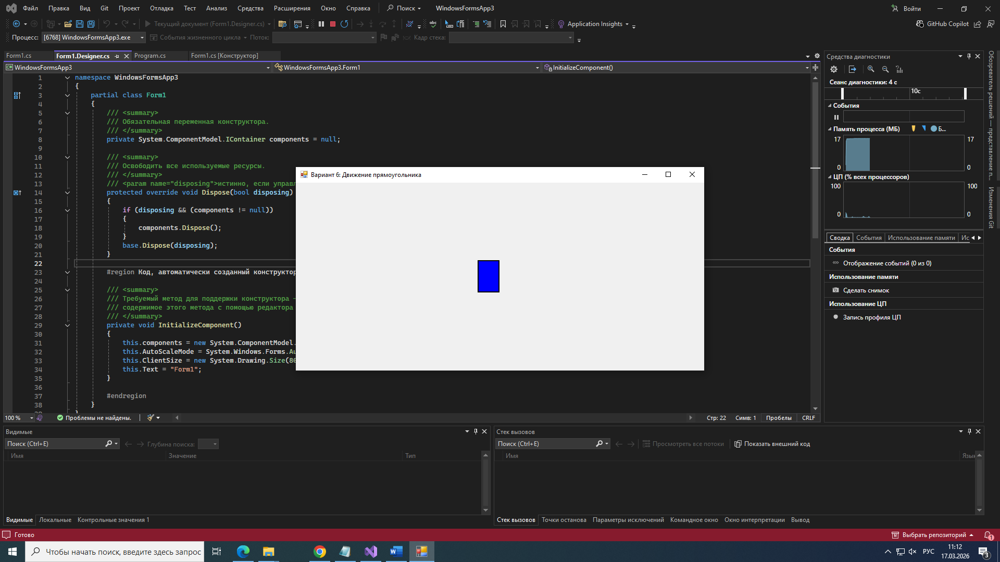 Файл Правка Вид Git Проект Отладка Тест Анализ Средства Расширения Окно Справка Поиск WindowsFormsApp3 Войти
Текущий документ (Form1.Designer.cs) Application Insights GitHub Copilot
Процесс: [6768] WindowsFormsApp3.exe События жизненного цикла Поток: Кадр стека:
Form1.cs Form1.Designer.cs Program.cs Form1.cs [Конструктор]
WindowsFormsApp3 WindowsFormsApp3.Form1 InitializeComponent()
1 namespace WindowsFormsApp3
2 {
3 partial class Form1
4 {
5 /// <summary>
6 /// Обязательная переменная конструктора.
7 /// </summary>
8 private System.ComponentModel.IContainer components = null;
9
10 /// <summary>
11 /// Освободить все используемые ресурсы.
12 /// </summary>
13 /// <param name="disposing">истинно, если управл
14 protected override void Dispose(bool disposing)
15 {
16 if (disposing && (components != null))
17 {
18 components.Dispose();
19 }
20 base.Dispose(disposing);
21 }
22
23 #region Код, автоматически созданный конструктор
24
25 /// <summary>
26 /// Требуемый метод для поддержки конструктора –
27 /// содержимое этого метода с помощью редактора
28 /// </summary>
29 private void InitializeComponent()
30 {
31 this.components = new System.ComponentModel.
32 this.AutoScaleMode = System.Windows.Forms.Au
33 this.ClientSize = new System.Drawing.Size(80
34 this.Text = "Form1";
35 }
36
37 #endregion
38 }
Вариант 6: Движение прямоугольника
100 % Проблемы не найдены. Стр: 22 Симв: 1 Пробелы CRLF
Средства диагностики
Сеанс диагностики: 4 с
10с
События
Память процесса (МБ) Б...
17 17
0 0
ЦП (% всех процессоров)
100 100
0 0
Сводка События Использование памяти Ис
События
Отображение событий (0 из 0)
Использование памяти
Сделать снимок
Использование ЦП
Запись профиля ЦП
Обозреватель решений — представление п...
Изменения Git
Видимые
Поиск (Ctrl+E) Глубина поиска:
Имя Значение Тип
Видимые Локальные Контрольные значения 1
Стек вызовов
Поиск (Ctrl+E) Просмотреть все потоки Показать внешний код
Имя Язык
Стек вызовов Точки останова Параметры исключений Командное окно Окно интерпретации Вывод
Готово Выбрать репозиторий 1
Чтобы начать поиск, введите здесь запрос РУС 11:12
17.03.2026 3